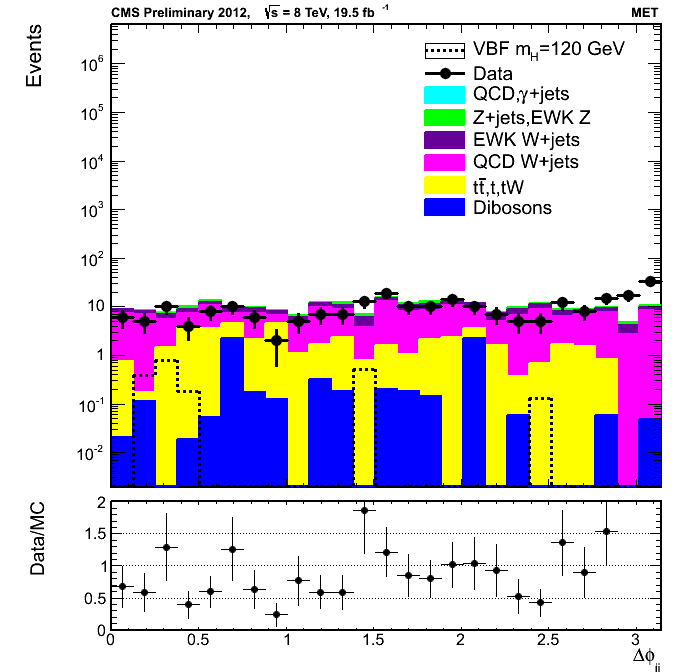 CMS Preliminary 2012, √s = 8 TeV, 19.5 fb⁻¹ MET
Events
10⁶
10⁵
10⁴
10³
10²
10
1
10⁻¹
10⁻²
VBF m_H=120 GeV
Data
QCD,γ+jets
Z+jets,EWK Z
EWK W+jets
QCD W+jets
tt̄,t,tW
Dibosons
Data/MC
2
1.5
1
0.5
0
0 0.5 1 1.5 2 2.5 3
Δϕ_jj